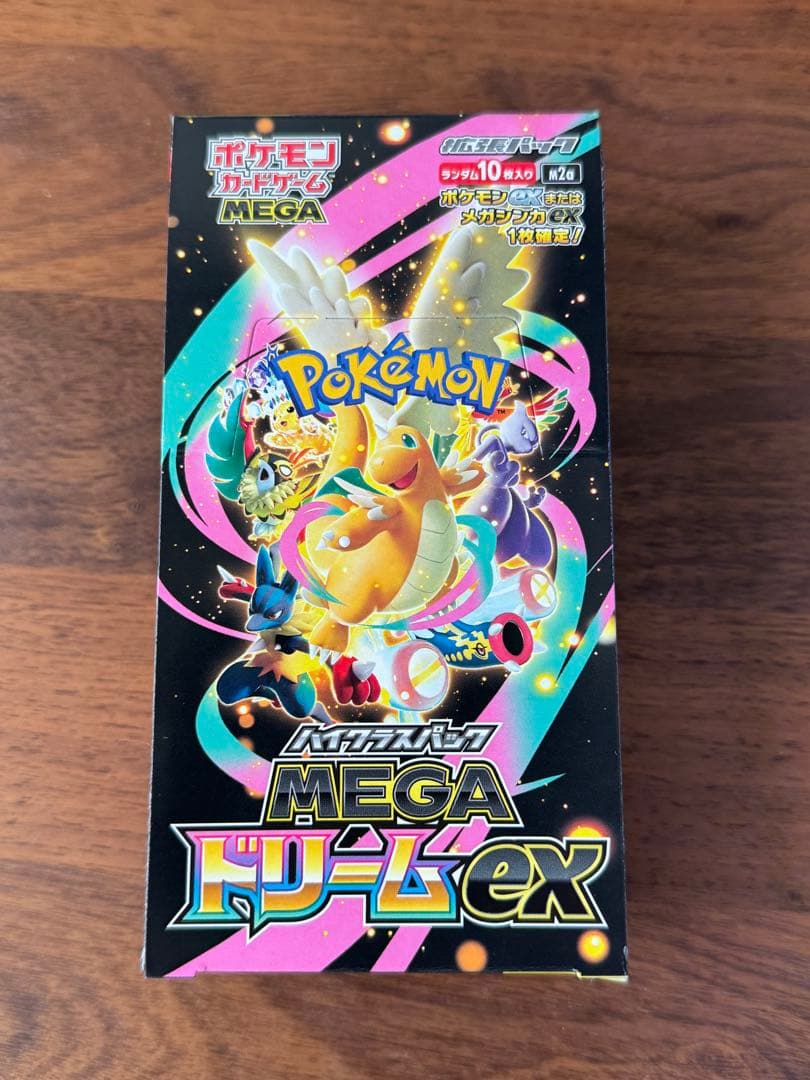 ポケモン
カードゲーム
MEGA
拡張パック
ランダム10枚入り M2a
ポケモンexまたは
メガシンカex
1枚確定!
POKéMON
TM
ハイクラスパック
MEGA
ドリームex